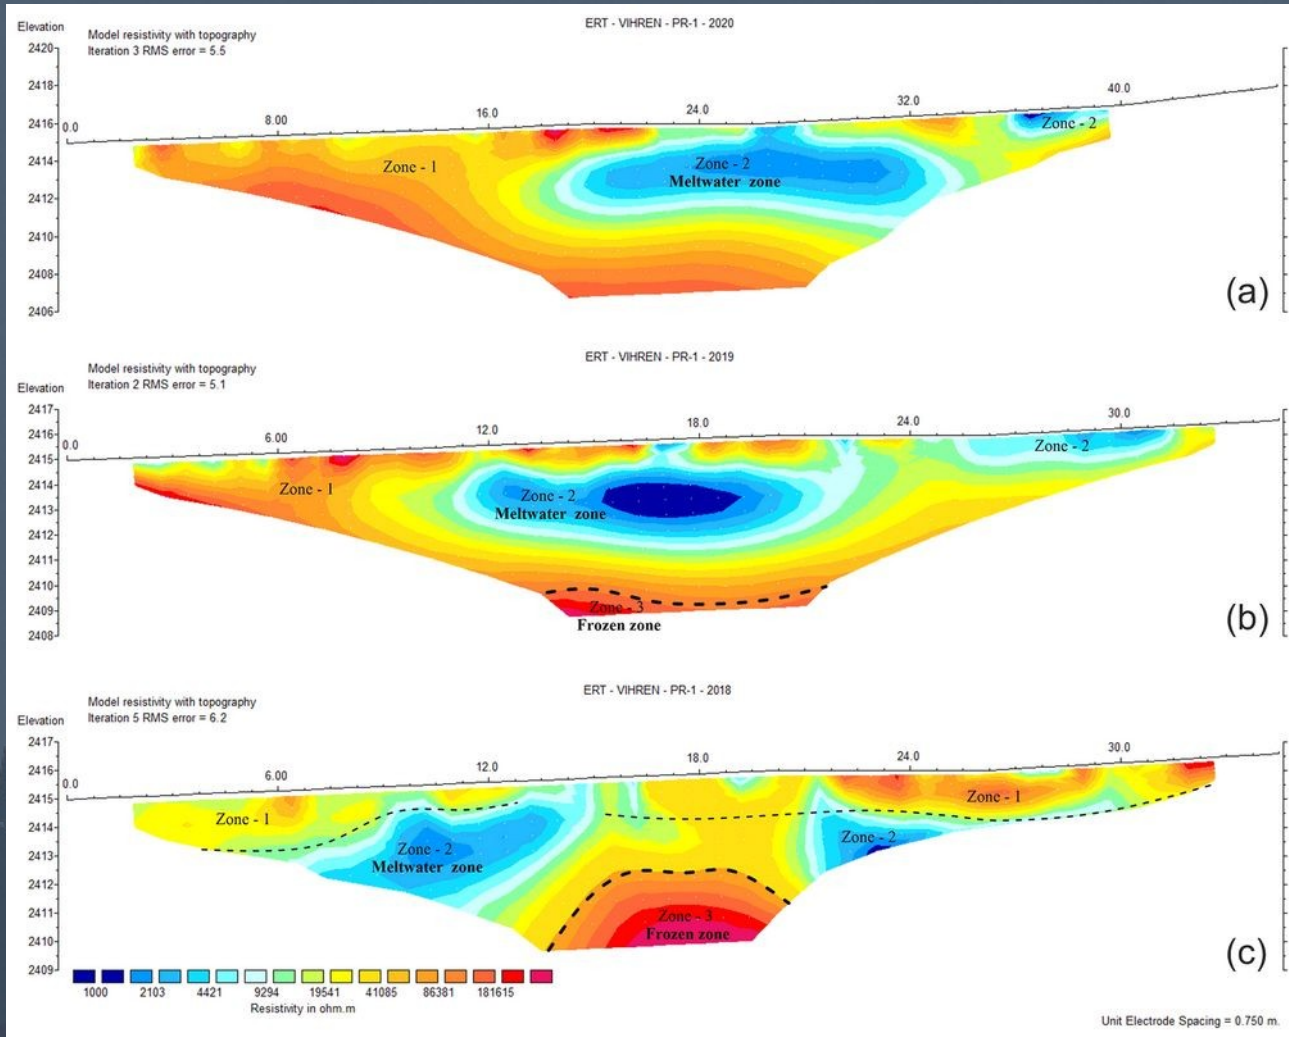 ERT - VIHREN - PR-1 - 2020
Elevation
Model resistivity with topography
Iteration 3 RMS error = 5.5
2420
2418
2416
2414
2412
2410
2408
2406
0.0 8.00 16.0 24.0 32.0 40.0
Zone - 1
Zone - 2
Meltwater zone
Zone - 2
(a)
ERT - VIHREN - PR-1 - 2019
Elevation
Model resistivity with topography
Iteration 2 RMS error = 5.1
2417
2416
2415
2414
2413
2412
2411
2410
2409
2408
0.0 6.00 12.0 18.0 24.0 30.0
Zone - 1
Zone - 2
Meltwater zone
Zone - 2
Zone - 3
Frozen zone
(b)
ERT - VIHREN - PR-1 - 2018
Elevation
Model resistivity with topography
Iteration 5 RMS error = 6.2
2417
2416
2415
2414
2413
2412
2411
2410
2409
0.0 6.00 12.0 18.0 24.0 30.0
Zone - 1
Zone - 2
Meltwater zone
Zone - 1
Zone - 2
Zone - 3
Frozen zone
(c)
1000 2103 4421 9294 19541 41085 86381 181615
Resistivity in ohm.m
Unit Electrode Spacing = 0.750 m.